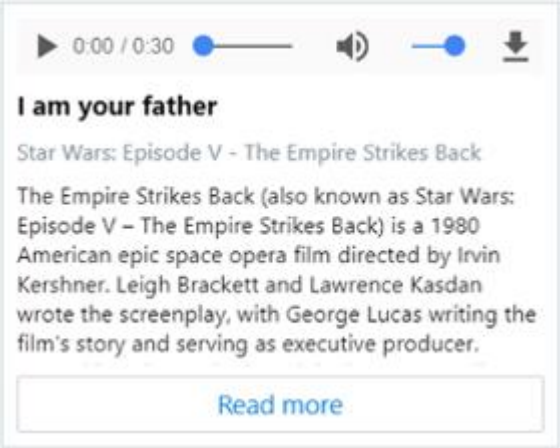 0:00 / 0:30
I am your father
Star Wars: Episode V - The Empire Strikes Back
The Empire Strikes Back (also known as Star Wars:
Episode V – The Empire Strikes Back) is a 1980
American epic space opera film directed by Irvin
Kershner. Leigh Brackett and Lawrence Kasdan
wrote the screenplay, with George Lucas writing the
film's story and serving as executive producer.
Read more